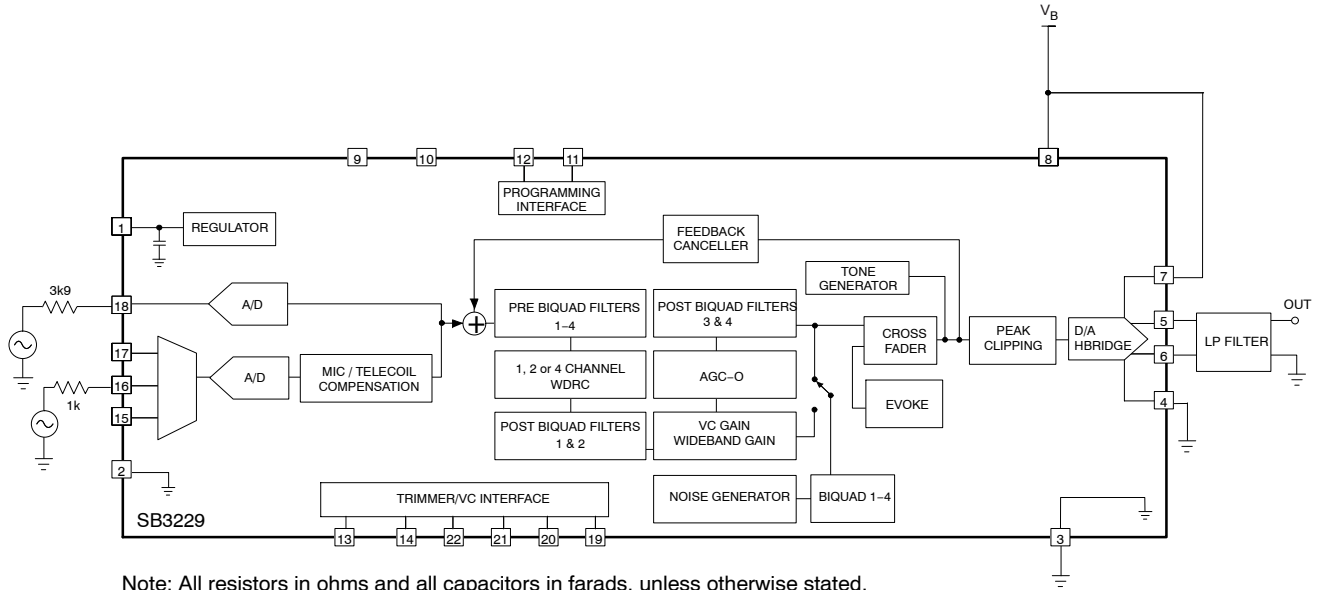 VB
9
10
12
11
8
PROGRAMMING
INTERFACE
1
REGULATOR
FEEDBACK
CANCELLER
3k9
18
A/D
TONE
GENERATOR
7
OUT
PRE BIQUAD FILTERS
1–4
POST BIQUAD FILTERS
3 & 4
CROSS
FADER
PEAK
CLIPPING
D/A
HBRIDGE
5
6
LP FILTER
17
16
15
1k
A/D
MIC / TELECOIL
COMPENSATION
1, 2 or 4 CHANNEL
WDRC
AGC–O
EVOKE
4
POST BIQUAD FILTERS
1 & 2
VC GAIN
WIDEBAND GAIN
2
TRIMMER/VC INTERFACE
NOISE GENERATOR
BIQUAD 1–4
SB3229
13
14
22
21
20
19
3
Note: All resistors in ohms and all capacitors in farads, unless otherwise stated.